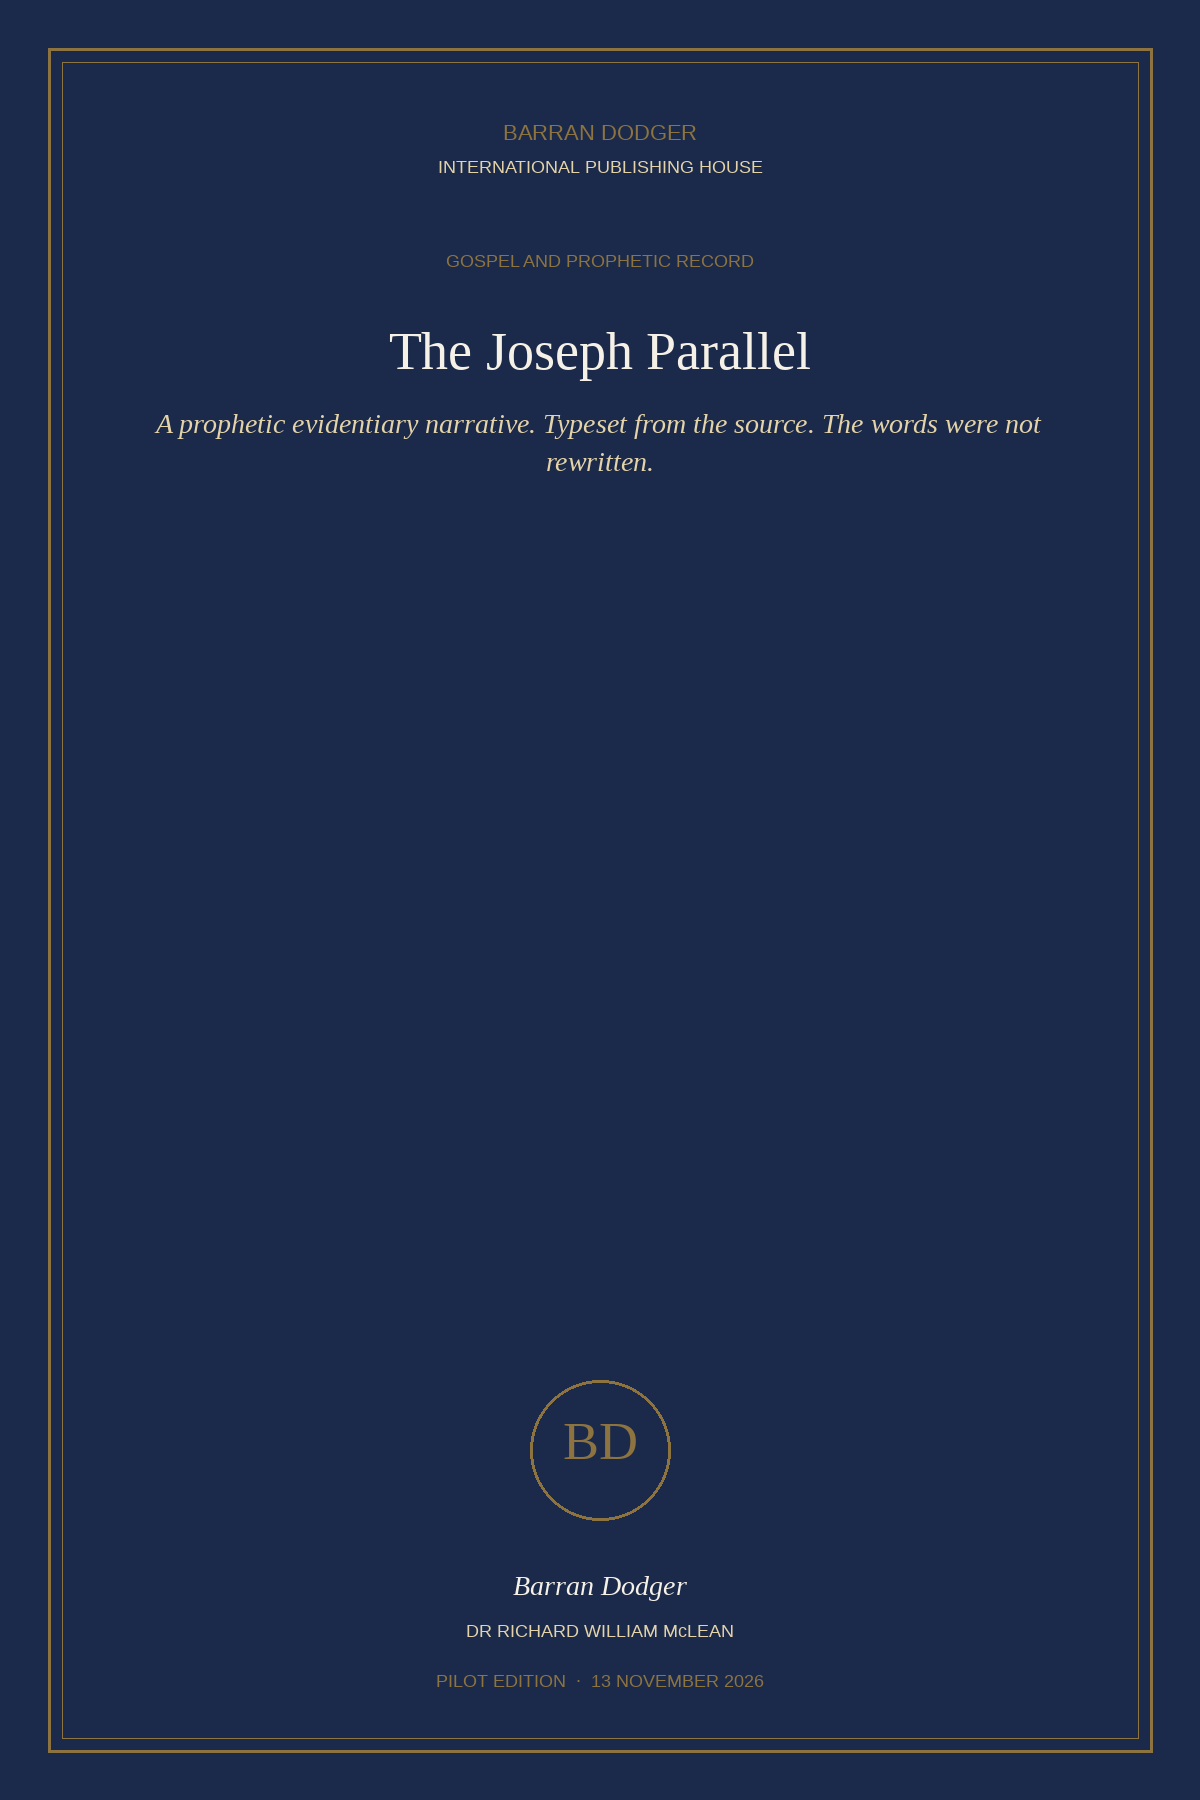 BARRAN DODGER
INTERNATIONAL PUBLISHING HOUSE
GOSPEL AND PROPHETIC RECORD
The Joseph Parallel
A prophetic evidentiary narrative. Typeset from the source. The words were not
rewritten.
BD
Barran Dodger
DR RICHARD WILLIAM McLEAN
PILOT EDITION · 13 NOVEMBER 2026